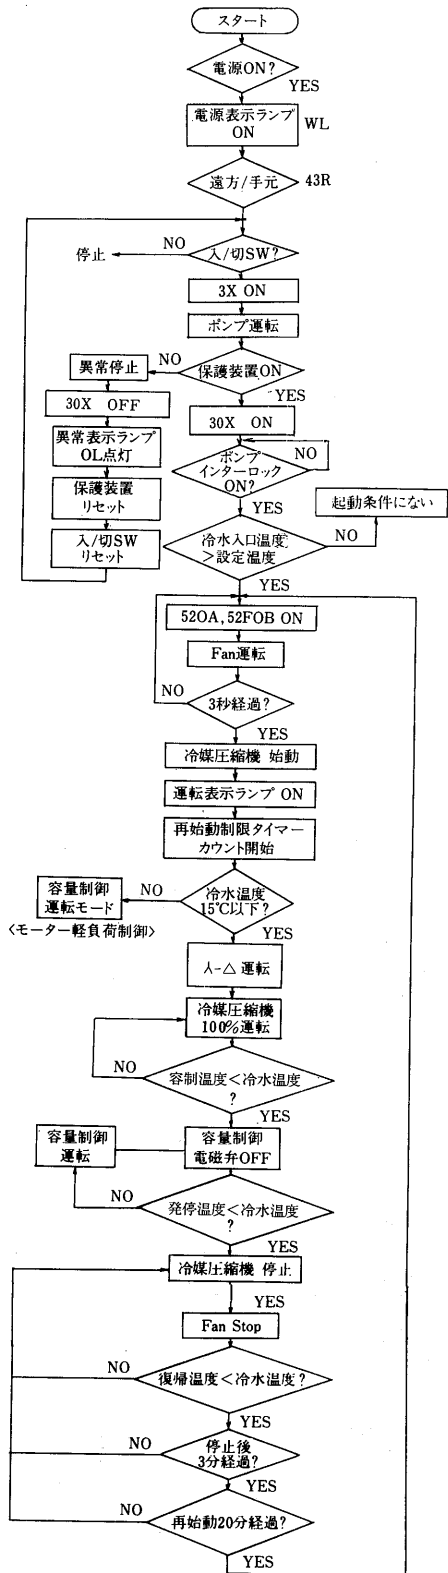 スタート
電源ON?
YES
電源表示ランプ
ON
WL
遠方/手元
43R
入/切SW?
NO
停止
3X ON
ポンプ運転
保護装置ON
NO
YES
異常停止
30X OFF
異常表示ランプ
OL点灯
保護装置
リセット
入/切SW
リセット
30X ON
ポンプ
インターロック
ON?
NO
YES
起動条件にない
冷水入口温度
>設定温度
NO
YES
52OA,52FOB ON
Fan運転
NO
3秒経過?
YES
冷媒圧縮機 始動
運転表示ランプ ON
再始動制限タイマー
カウント開始
冷水温度
15℃以下?
NO
容量制御
運転モード
<モーター軽負荷制御>
YES
人-△ 運転
冷媒圧縮機
100%運転
NO
容制温度<冷水温度
?
YES
容量制御
運転
容量制御
電磁弁OFF
NO
発停温度<冷水温度
?
YES
冷媒圧縮機 停止
YES
Fan Stop
NO
復帰温度<冷水温度?
YES
NO
停止後
3分経過?
YES
NO
再始動20分経過?
YES